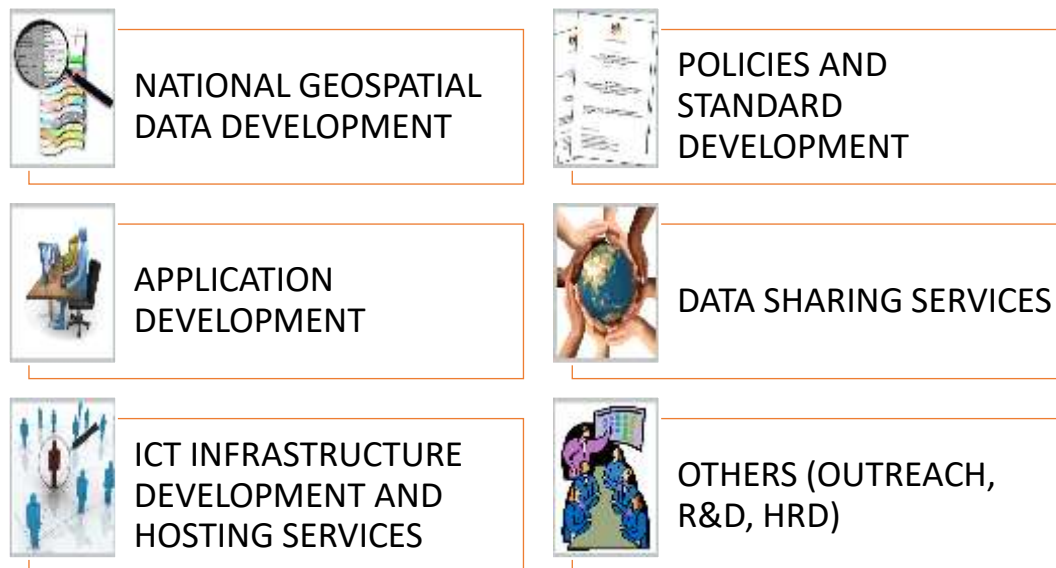 NATIONAL GEOSPATIAL
DATA DEVELOPMENT
POLICIES AND
STANDARD
DEVELOPMENT
APPLICATION
DEVELOPMENT
DATA SHARING SERVICES
ICT INFRASTRUCTURE
DEVELOPMENT AND
HOSTING SERVICES
OTHERS (OUTREACH,
R&D, HRD)